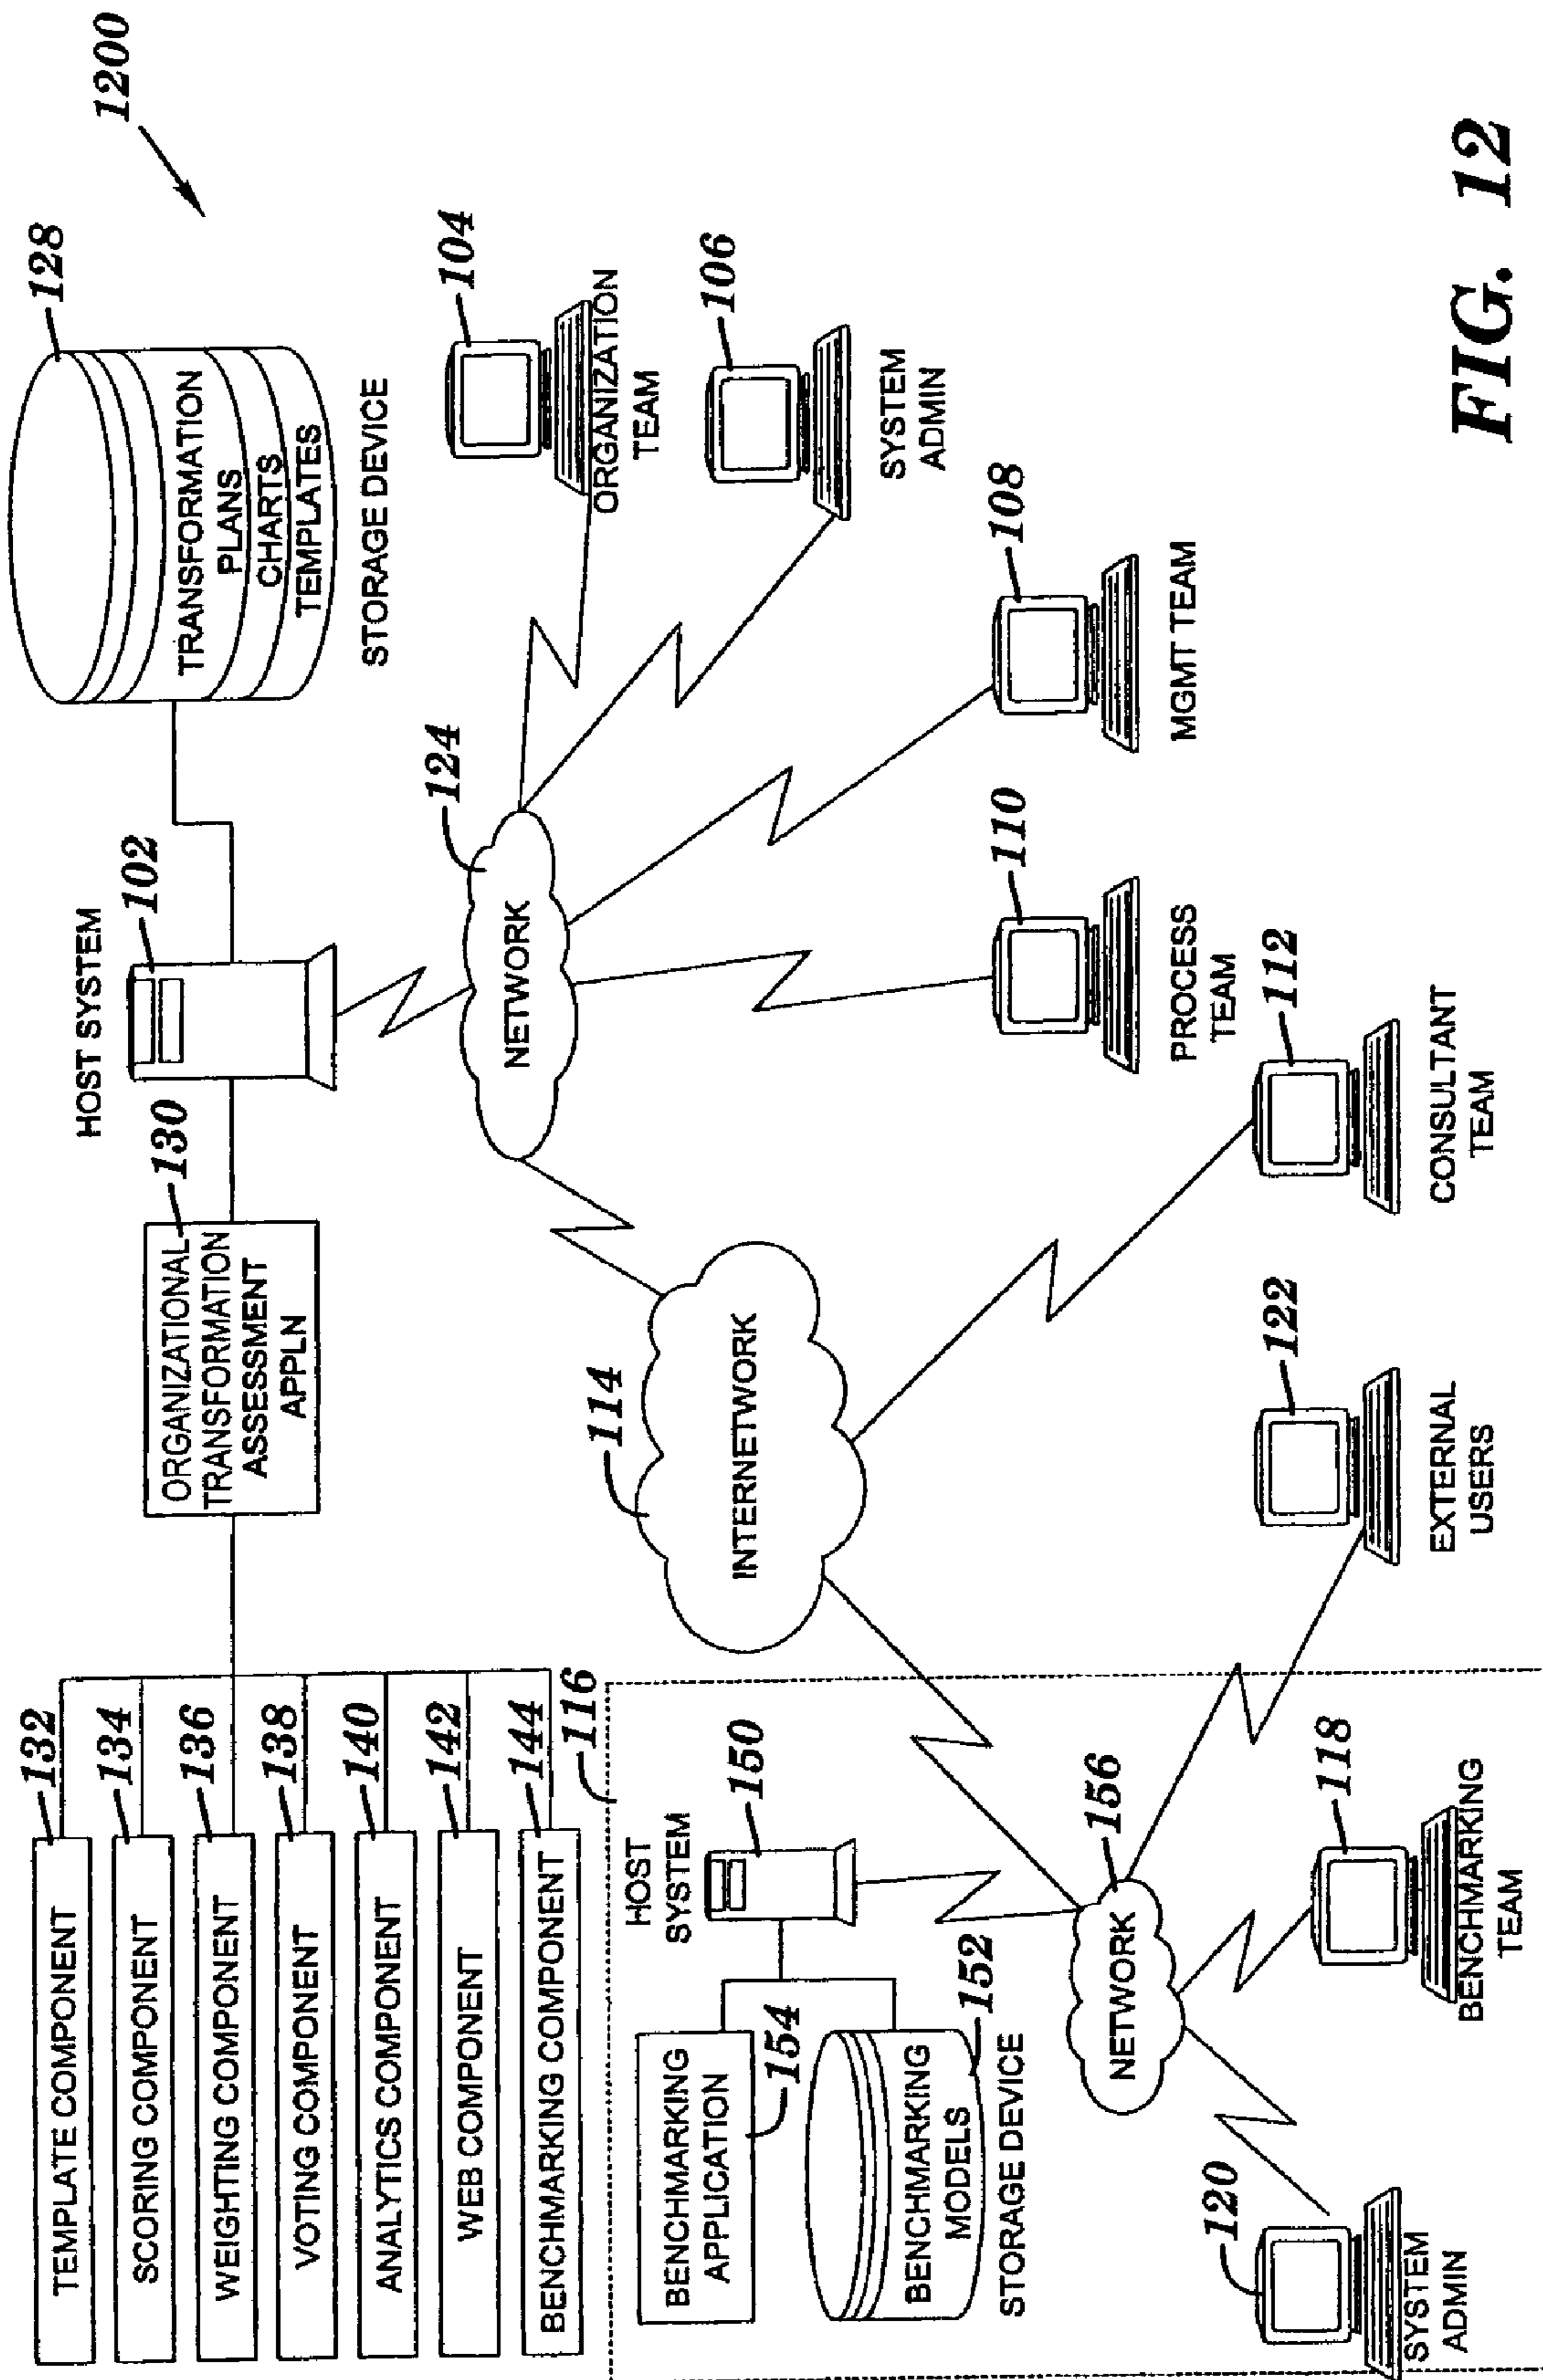 1200
128
TRANSFORMATION
PLANS
CHARTS
TEMPLATES
STORAGE DEVICE
HOST SYSTEM
102
ORGANIZATIONAL
TRANSFORMATION
ASSESSMENT
APPLN
130
TEMPLATE COMPONENT
132
SCORING COMPONENT
134
WEIGHTING COMPONENT
136
VOTING COMPONENT
138
ANALYTICS COMPONENT
140
WEB COMPONENT
142
BENCHMARKING COMPONENT
144
116
NETWORK
124
104
ORGANIZATION
TEAM
106
SYSTEM
ADMIN
108
MGMT TEAM
110
PROCESS
TEAM
112
CONSULTANT
TEAM
INTERNETWORK
114
122
EXTERNAL
USERS
HOST
SYSTEM
150
BENCHMARKING
APPLICATION
154
BENCHMARKING
MODELS
152
STORAGE DEVICE
NETWORK
156
118
BENCHMARKING
TEAM
120
SYSTEM
ADMIN
FIG. 12